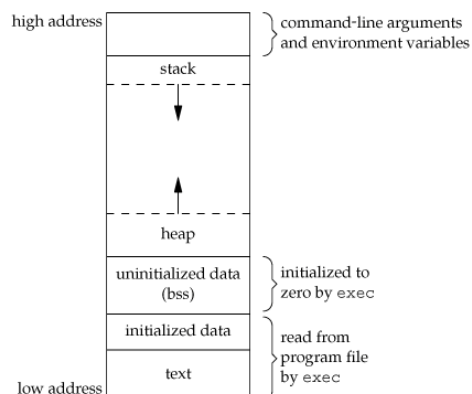 high address
command-line arguments
and environment variables
stack
heap
uninitialized data
(bss)
initialized to
zero by exec
initialized data
read from
program file
by exec
text
low address